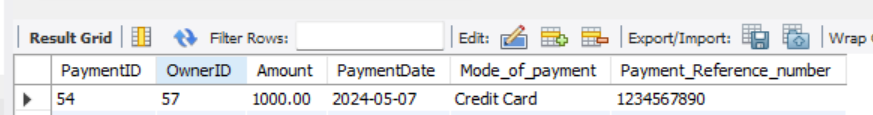 Result Grid Filter Rows: Edit: Export/Import: Wrap
PaymentID OwnerID Amount PaymentDate Mode_of_payment Payment_Reference_number
54 57 1000.00 2024-05-07 Credit Card 1234567890